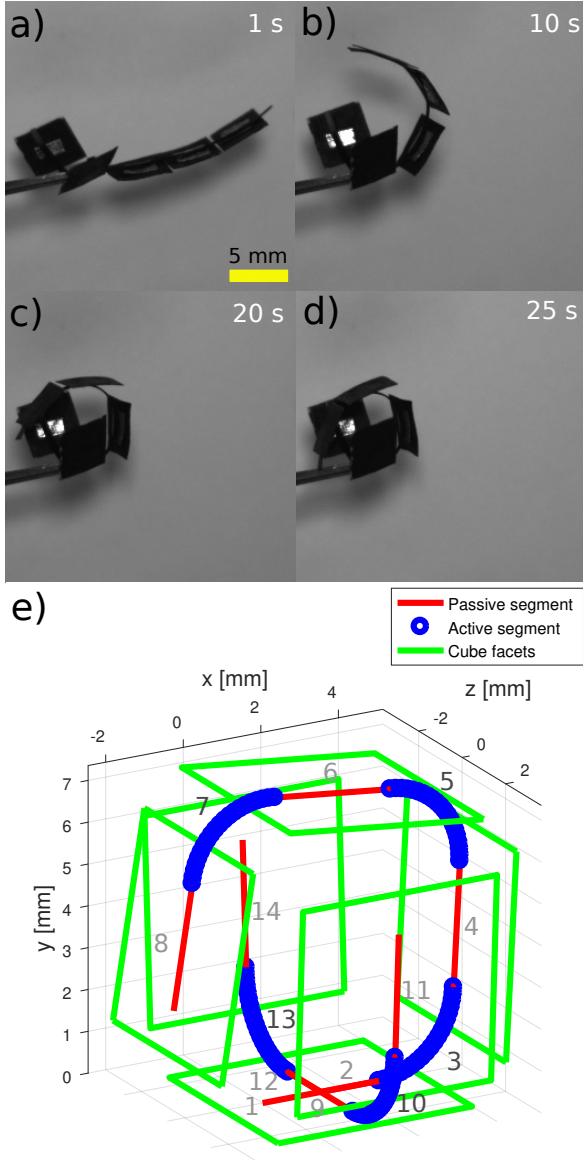 a)
1 s
b)
10 s
5 mm
c)
20 s
d)
25 s
e)
Passive segment
Active segment
Cube facets
x [mm]
z [mm]
-2
0
2
4
-2
0
2
7
6
5
4
3
2
1
0
y [mm]
6
5
7
14
8
4
11
13
3
12
2
1
9
10